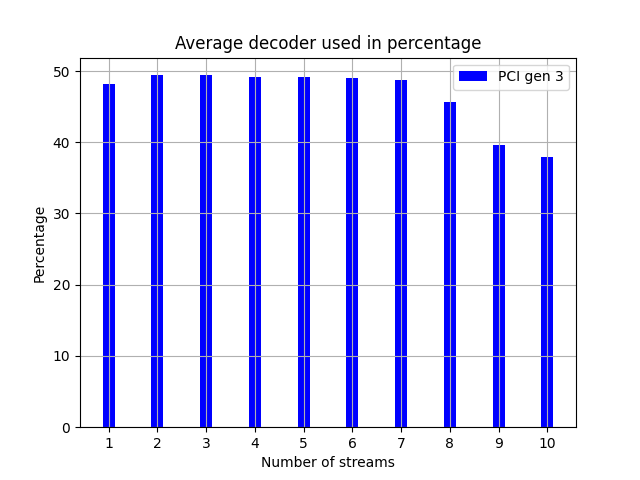 Average decoder used in percentage
PCI gen 3
Percentage
50
40
30
20
10
0
1 2 3 4 5 6 7 8 9 10
Number of streams